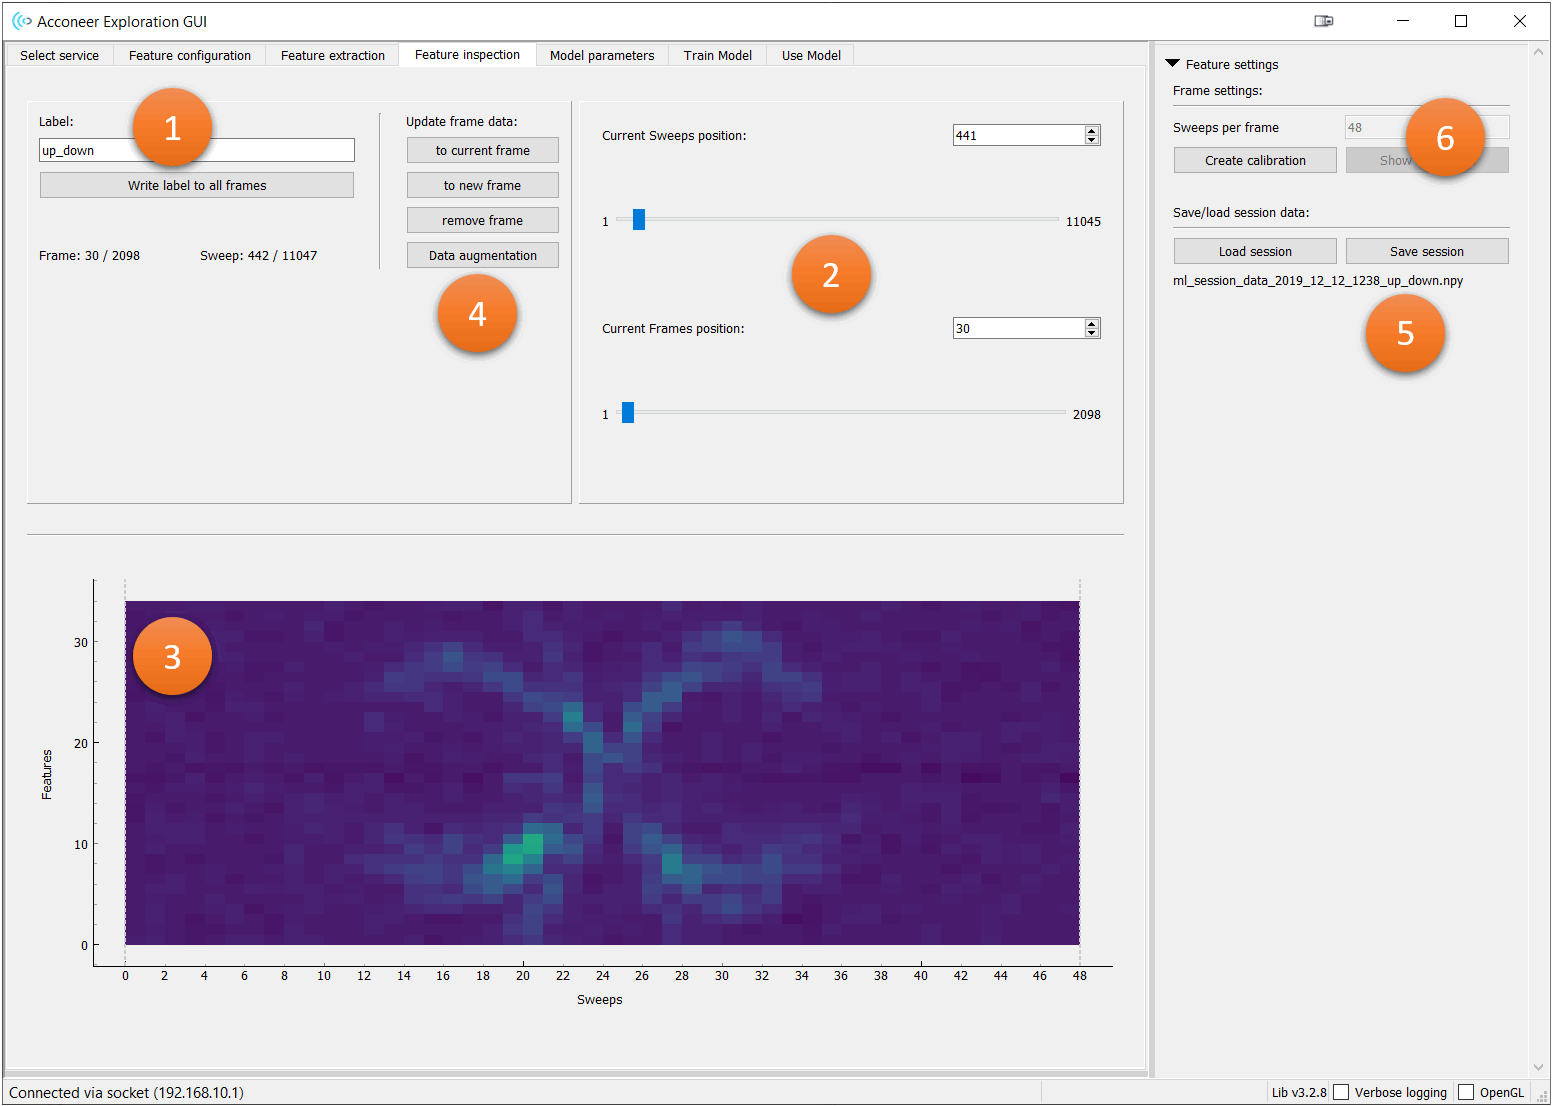 Acconeer Exploration GUI
Select service Feature configuration Feature extraction Feature inspection Model parameters Train Model Use Model
Label:
1
up_down
Write label to all frames
Frame: 30 / 2098 Sweep: 442 / 11047
Update frame data:
to current frame
to new frame
remove frame
Data augmentation
4
Current Sweeps position: 441
1 11045
2
Current Frames position: 30
1 2098
Feature settings
Frame settings:
Sweeps per frame 48
6
Create calibration Show
Save/load session data:
Load session Save session
ml_session_data_2019_12_12_1238_up_down.npy
5
3
Features
30
20
10
0
0 2 4 6 8 10 12 14 16 18 20 22 24 26 28 30 32 34 36 38 40 42 44 46 48
Sweeps
Connected via socket (192.168.10.1) Lib v3.2.8 Verbose logging OpenGL